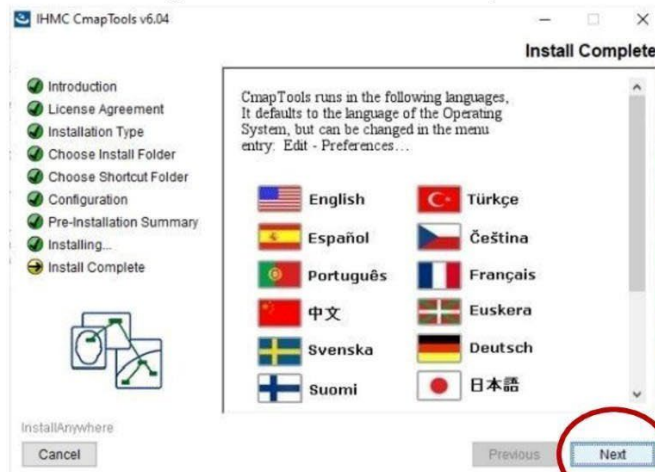 IHMC CmapTools v6.04
Install Complete
Introduction
License Agreement
Installation Type
Choose Install Folder
Choose Shortcut Folder
Configuration
Pre-Installation Summary
Installing...
Install Complete
CmapTools runs in the following languages,
It defaults to the language of the Operating
System, but can be changed in the menu
entry: Edit - Preferences...
English
Türkçe
Español
Čeština
Português
Français
中文
Euskera
Svenska
Deutsch
Suomi
日本語
InstallAnywhere
Cancel
Previous
Next